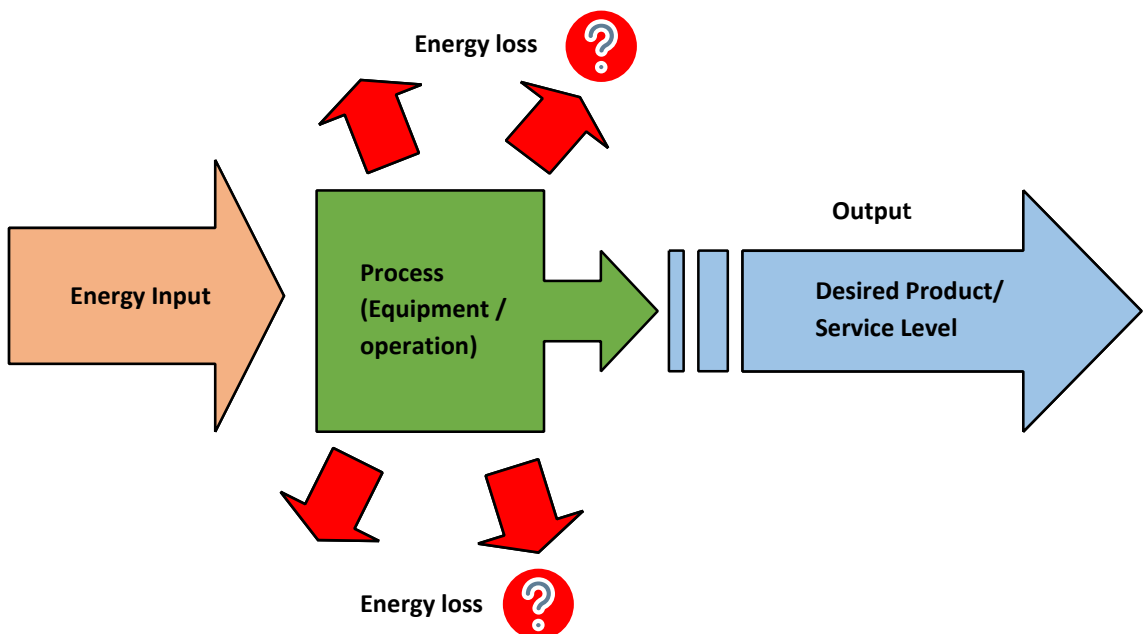 Energy loss
?
Output
Energy Input
Process
(Equipment /
operation)
Desired Product/
Service Level
Energy loss
?